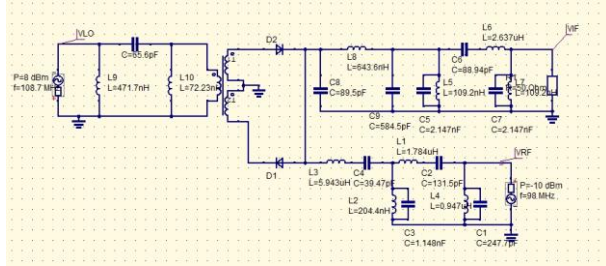 VLO
C=65.6pF
P=8 dBm
f=108.7 MHz
L9
L=471.7nH
L10
L=72.23nH
D2
L8
L=643.6nH
C8
C=89.5pF
C9
C=584.5pF
C5
C=2.147nF
L5
L=109.2nH
C6
C=88.94pF
L6
L=2.637uH
C7
C=2.147nF
L7
VIF
D1
L3
L=5.943uH
C4
C=39.47pF
L1
L=1.784uH
C2
C=131.5pF
L2
L=204.4nH
C3
C=1.148nF
L4
L=0.947uH
C1
C=247.7pF
VRF
P=-10 dBm
f=98 MHz